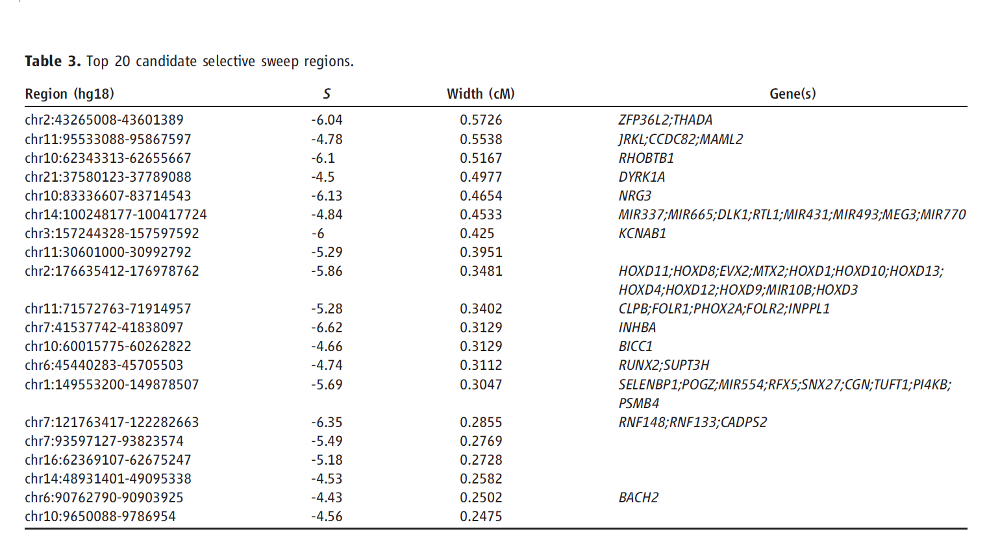 Table 3. Top 20 candidate selective sweep regions.
Region (hg18) S Width (cM) Gene(s)
chr2:43265008-43601389 -6.04 0.5726 ZFP36L2;THADA
chr11:95533088-95867597 -4.78 0.5538 JRKL;CCDC82;MAML2
chr10:62343313-62655667 -6.1 0.5167 RHOBTB1
chr21:37580123-37789088 -4.5 0.4977 DYRK1A
chr10:83336607-83714543 -6.13 0.4654 NRG3
chr14:100248177-100417724 -4.84 0.4533 MIR337;MIR665;DLK1;RTL1;MIR431;MIR493;MEG3;MIR770
chr3:157244328-157597592 -6 0.425 KCNAB1
chr11:30601000-30992792 -5.29 0.3951
chr2:176635412-176978762 -5.86 0.3481 HOXD11;HOXD8;EVX2;MTX2;HOXD1;HOXD10;HOXD13;
HOXD4;HOXD12;HOXD9;MIR10B;HOXD3
chr11:71572763-71914957 -5.28 0.3402 CLPB;FOLR1;PHOX2A;FOLR2;INPPL1
chr7:41537742-41838097 -6.62 0.3129 INHBA
chr10:60015775-60262822 -4.66 0.3129 BICC1
chr6:45440283-45705503 -4.74 0.3112 RUNX2;SUPT3H
chr1:149553200-149878507 -5.69 0.3047 SELENBP1;POGZ;MIR554;RFX5;SNX27;CGN;TUFT1;PI4KB;
PSMB4
chr7:121763417-122282663 -6.35 0.2855 RNF148;RNF133;CADPS2
chr7:93597127-93823574 -5.49 0.2769
chr16:62369107-62675247 -5.18 0.2728
chr14:48931401-49095338 -4.53 0.2582
chr6:90762790-90903925 -4.43 0.2502 BACH2
chr10:9650088-9786954 -4.56 0.2475